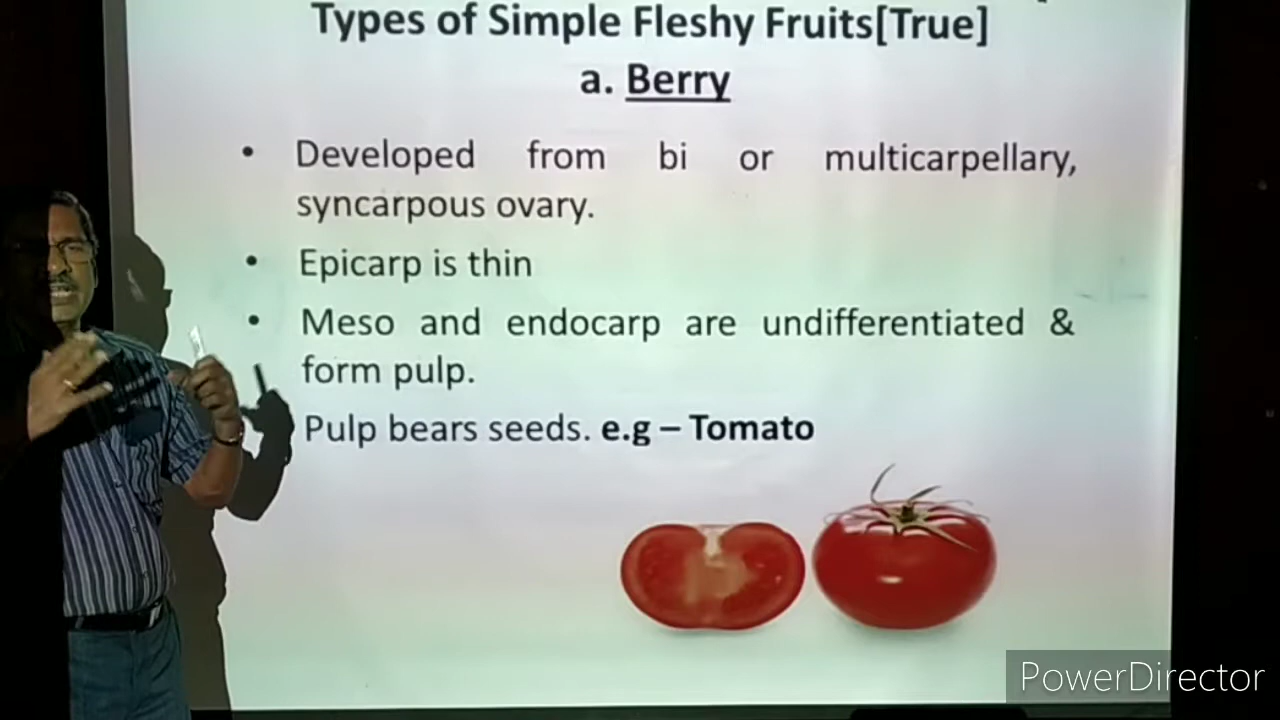 Types of Simple Fleshy Fruits[True]
a. Berry
• Developed from bi or multicarpellary,
syncarpous ovary.
• Epicarp is thin
• Meso and endocarp are undifferentiated &
form pulp.
Pulp bears seeds. e.g – Tomato
PowerDirector